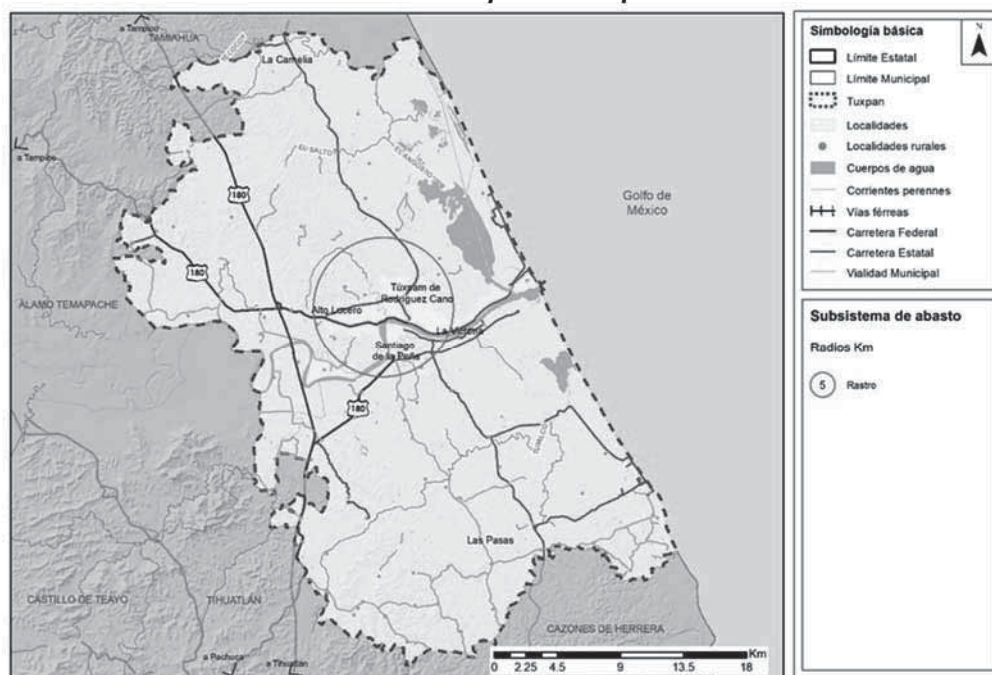 a Tampico
TAMIAHUA
La Camelia
EL SALTO
a Tampico
180
Golfo de
México
180
Túxpam de
Rodríguez Cano
ÁLAMO TEMAPACHE
Alto Lucero
La Victoria
Santiago
de la Peña
180
Las Pasas
CASTILLO DE TEAYO
TIHUATLÁN
CAZONES DE HERRERA
a Pachuca
a Tihuatlán
Km
0 2.25 4.5 9 13.5 18
Simbología básica
N
Límite Estatal
Límite Municipal
Tuxpan
Localidades
Localidades rurales
Cuerpos de agua
Corrientes perennes
Vías férreas
Carretera Federal
Carretera Estatal
Vialidad Municipal
Subsistema de abasto
Radios Km
5 Rastro